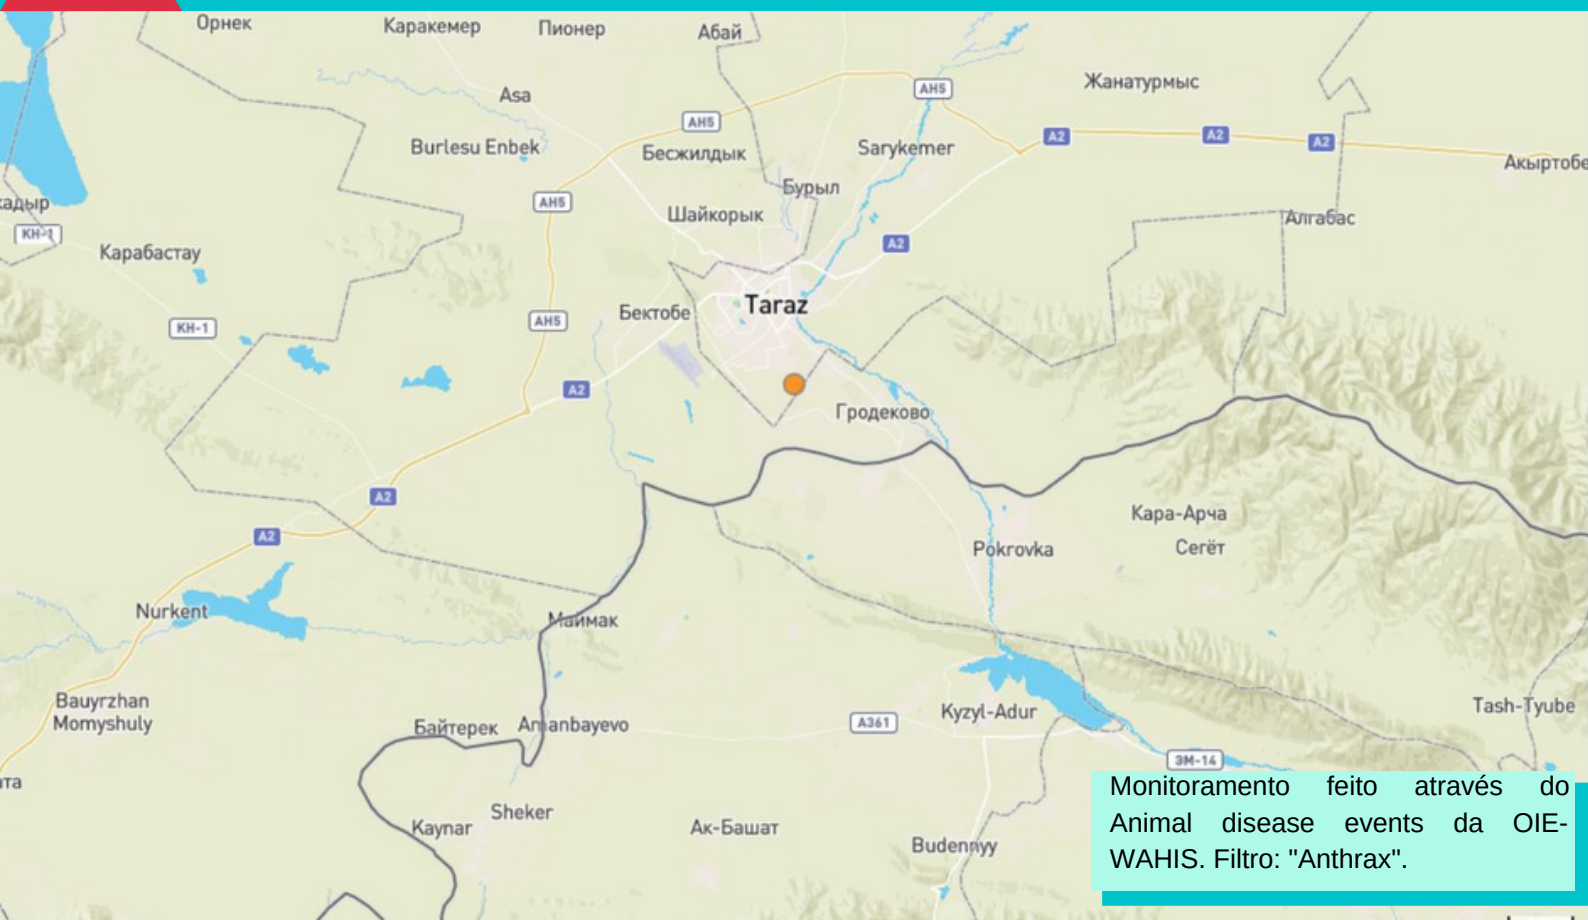 Орнек
Каракемер
Пионер
Абай
Asa
AH5
Жанатурмыс
AH5
A2
A2
A2
Burlesu Enbek
Бесжилдык
Sarykemer
Акыртобе
кадыр
AH5
Бурыл
Шайкорык
Алгабас
KH-1
Карабастау
A2
Taraz
Бектобе
AH5
KH-1
A2
Гродеково
A2
Кара-Арча
A2
Pokrovka
Сегёт
Nurkent
Маймак
Bauyrzhan
Momyshuly
Kyzyl-Adur
Tash-Tyube
Байтерек
Amanbayevo
A361
ЭМ-14
ата
Sheker
Kaynar
Ак-Башат
Budennyy
Monitoramento feito através do
Animal disease events da OIE-
WAHIS. Filtro: "Anthrax".